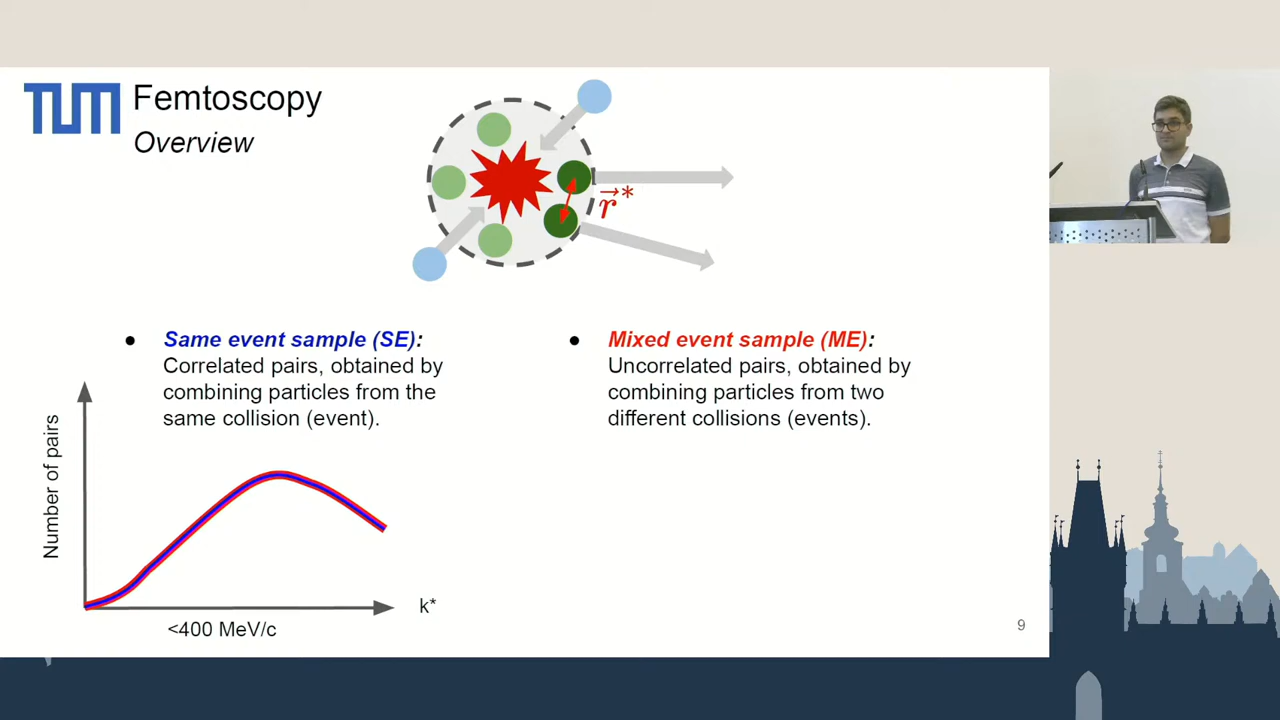 TUM
Femtoscopy
Overview
r⃗*
● Same event sample (SE):
Correlated pairs, obtained by
combining particles from the
same collision (event).
● Mixed event sample (ME):
Uncorrelated pairs, obtained by
combining particles from two
different collisions (events).
Number of pairs
k*
<400 MeV/c
9